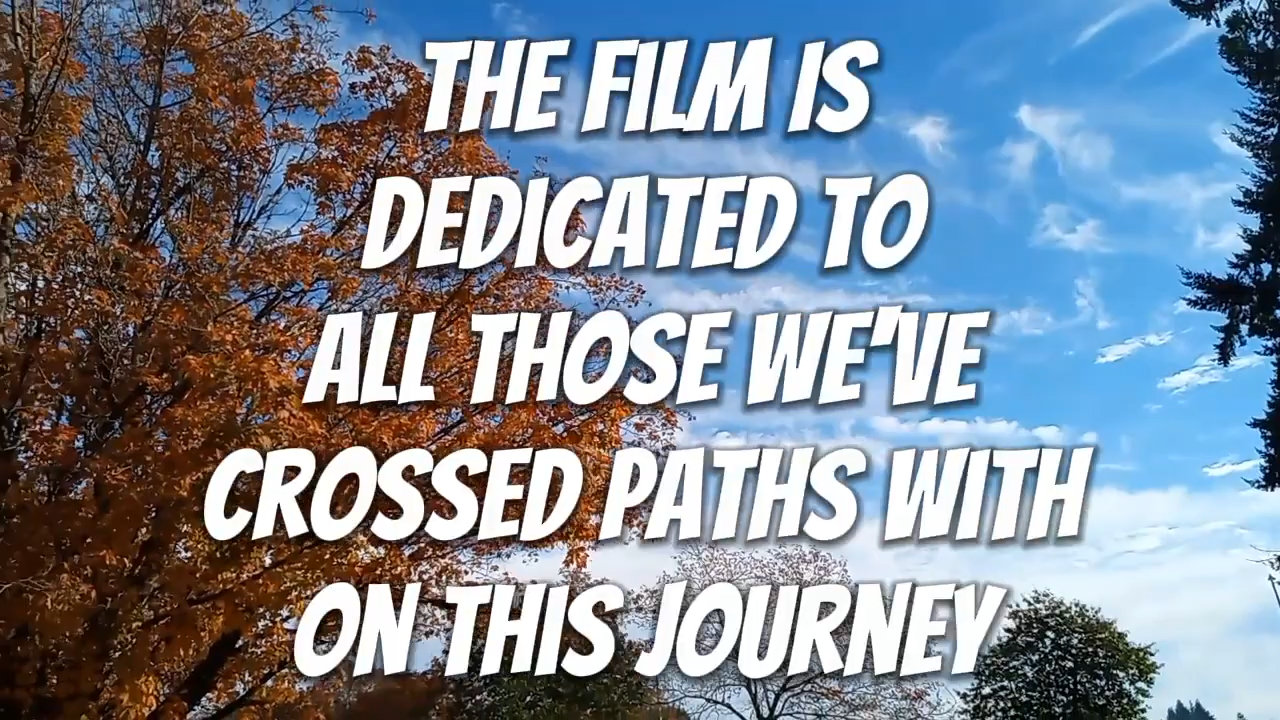 THE FILM IS
DEDICATED TO
ALL THOSE WE'VE
CROSSED PATHS WITH
ON THIS JOURNEY